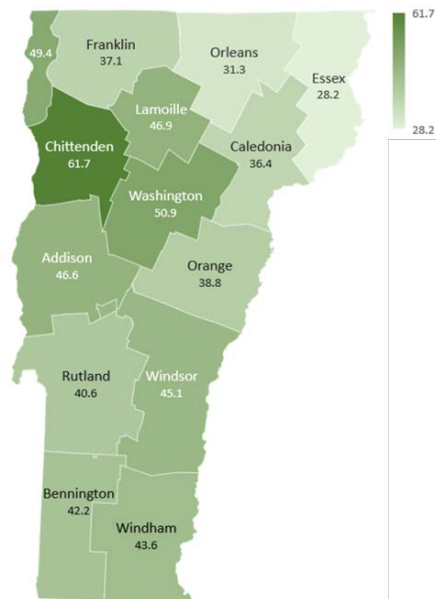 61.7
28.2
49.4
Franklin
37.1
Orleans
31.3
Essex
28.2
Lamoille
46.9
Chittenden
61.7
Caledonia
36.4
Washington
50.9
Addison
46.6
Orange
38.8
Rutland
40.6
Windsor
45.1
Bennington
42.2
Windham
43.6